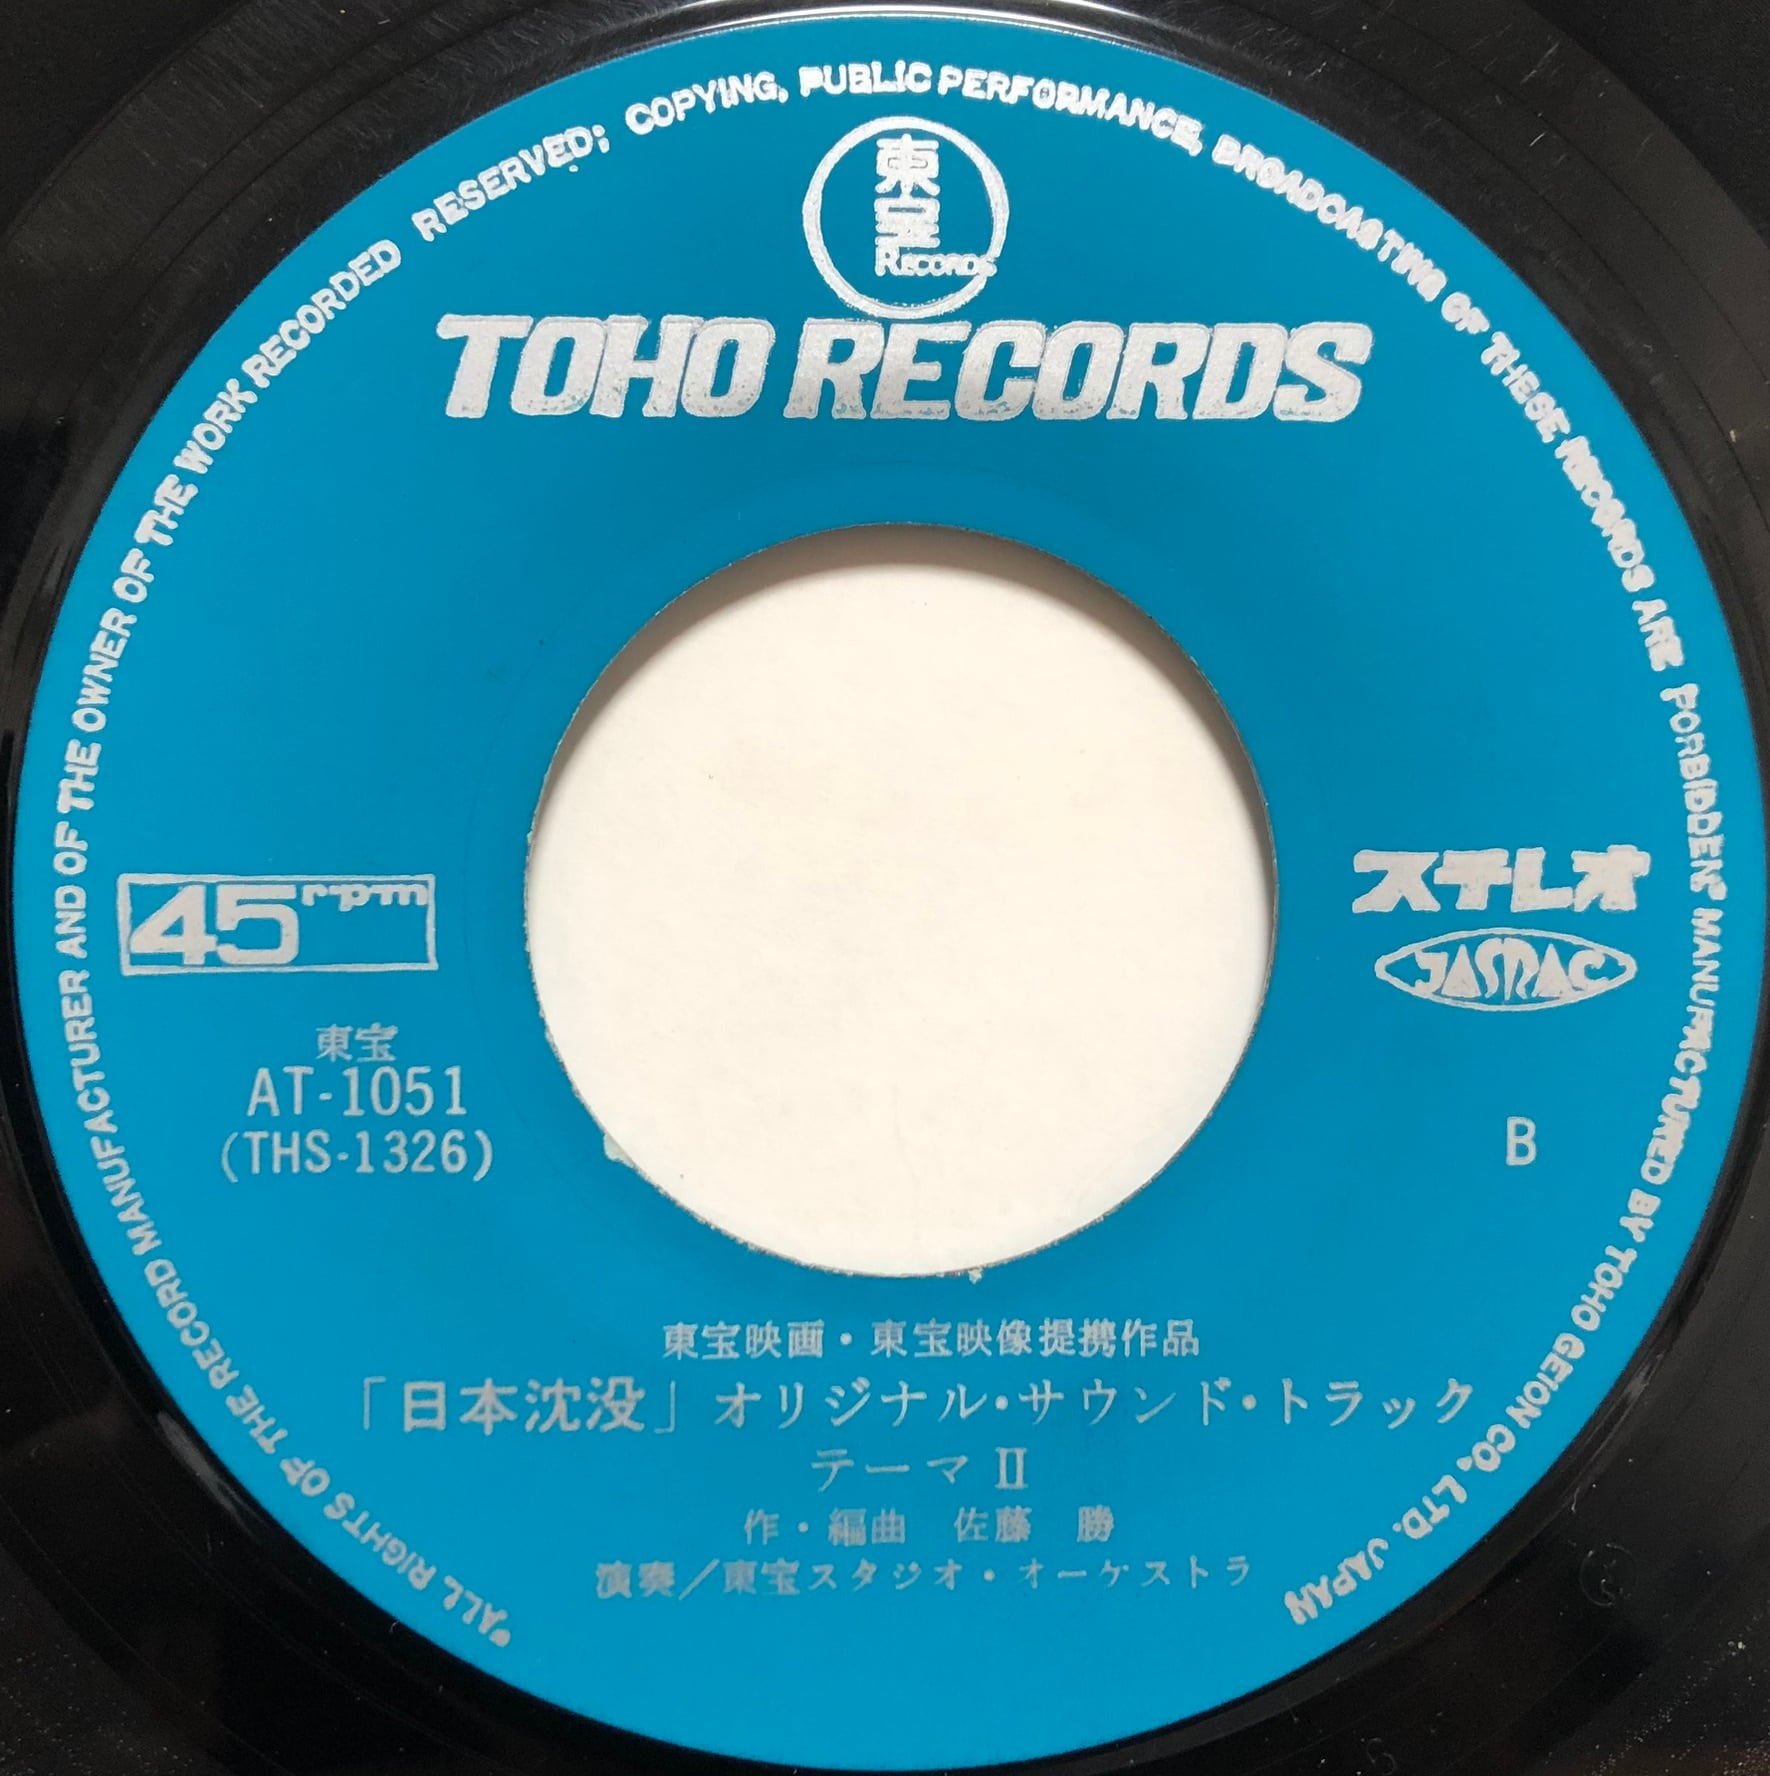 "ALL RIGHTS OF THE RECORD MANUFACTURER AND OF THE OWNER OF THE WORK RECORDED RESERVED; COPYING, PUBLIC PERFORMANCE, BROADCASTING OF THESE RECORDS ARE FORBIDDEN" MANUFACTURED BY TOHO GEION CO., LTD. JAPAN
東宝
RECORDS
TOHO RECORDS
45rpm
ステレオ
JASRAC
東宝
AT-1051
(THS-1326)
B
東宝映画・東宝映像提携作品
「日本沈没」オリジナル・サウンド・トラック
テーマⅡ
作・編曲 佐藤 勝
演奏／東宝スタジオ・オーケストラ